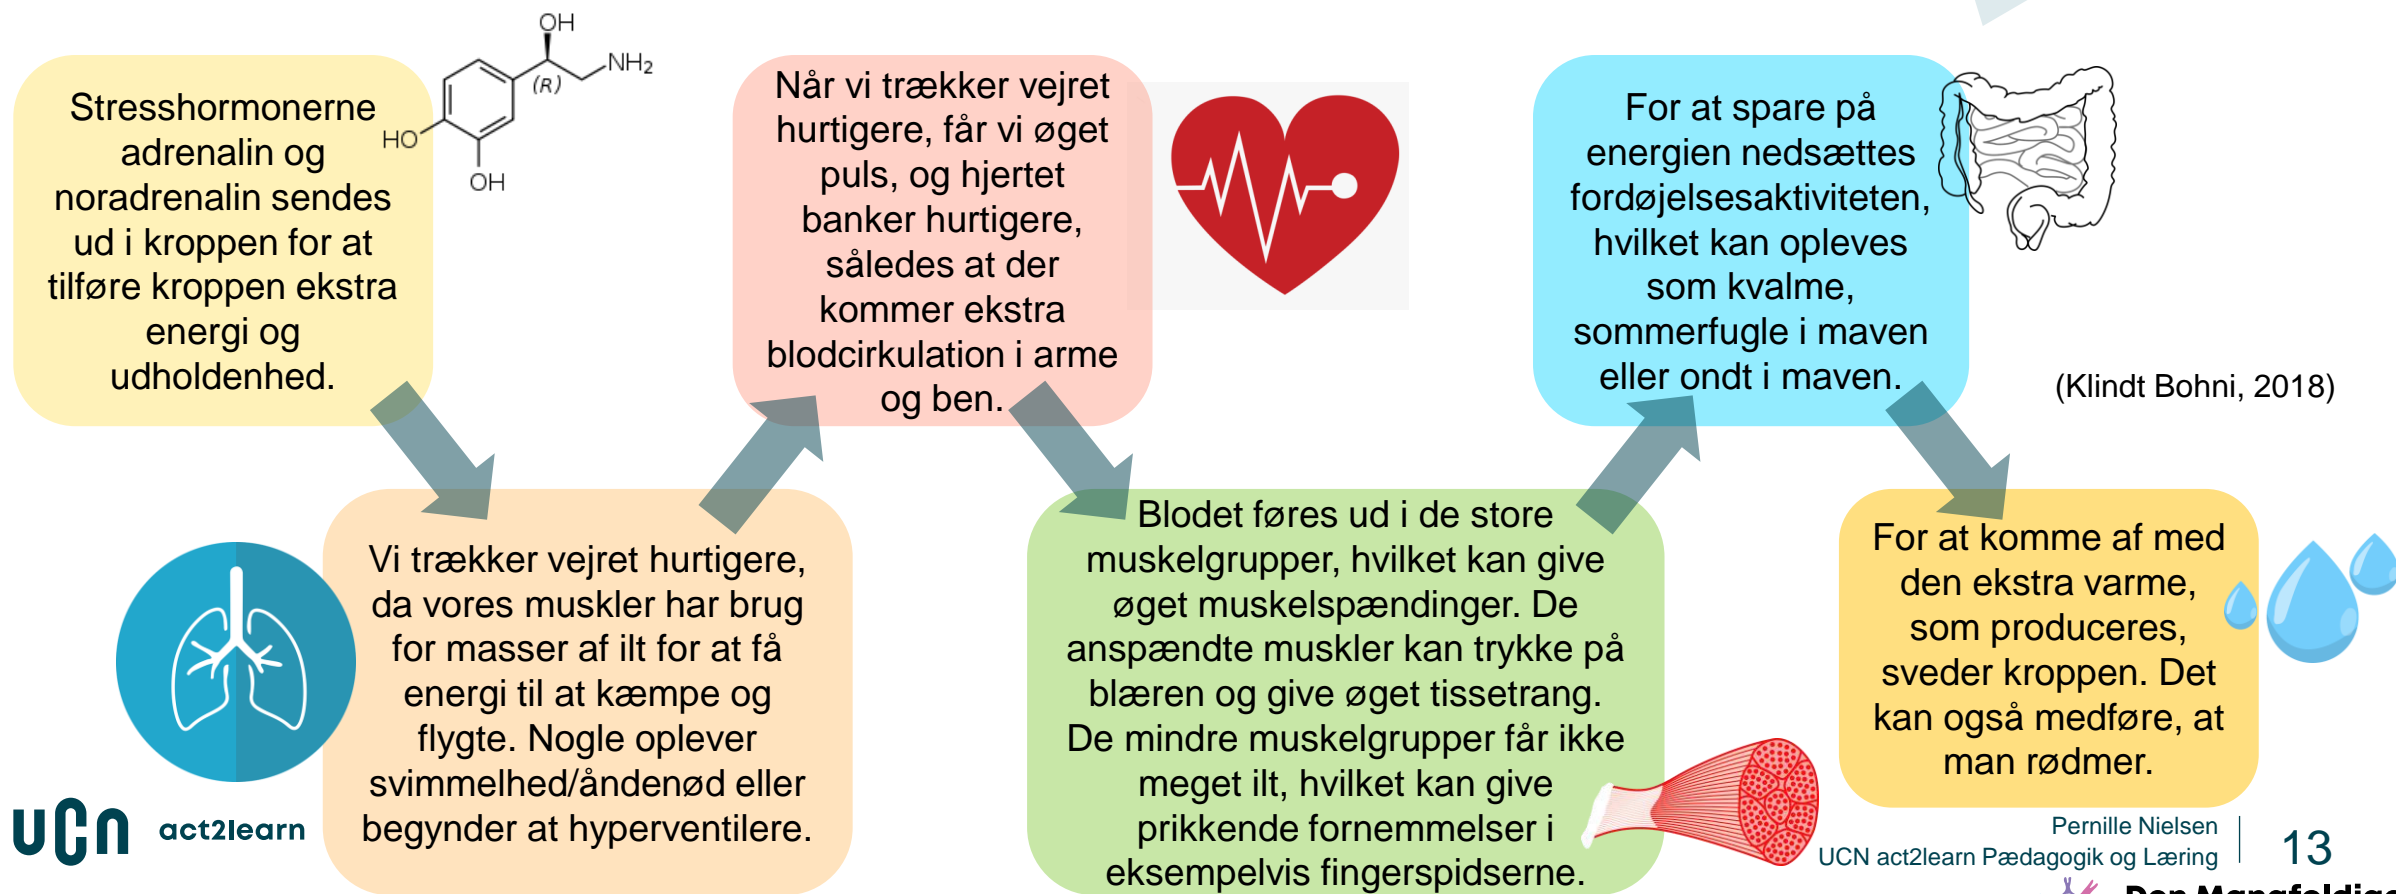 Stresshormonerne
adrenalin og
noradrenalin sendes
ud i kroppen for at
tilføre kroppen ekstra
energi og
udholdenhed.
OH
NH₂
(R)
HO
OH
Vi trækker vejret hurtigere,
da vores muskler har brug
for masser af ilt for at få
energi til at kæmpe og
flygte. Nogle oplever
svimmelhed/åndenød eller
begynder at hyperventilere.
Når vi trækker vejret
hurtigere, får vi øget
puls, og hjertet
banker hurtigere,
således at der
kommer ekstra
blodcirkulation i arme
og ben.
Blodet føres ud i de store
muskelgrupper, hvilket kan give
øget muskelspændinger. De
anspændte muskler kan trykke på
blæren og give øget tissetrang.
De mindre muskelgrupper får ikke
meget ilt, hvilket kan give
prikkende fornemmelser i
eksempelvis fingerspidserne.
For at spare på
energien nedsættes
fordøjelsesaktiviteten,
hvilket kan opleves
som kvalme,
sommerfugle i maven
eller ondt i maven.
For at komme af med
den ekstra varme,
som produceres,
sveder kroppen. Det
kan også medføre, at
man rødmer.
(Klindt Bohni, 2018)
ucn act2learn
Pernille Nielsen
UCN act2learn Pædagogik og Læring
13
Den Mangfoldige